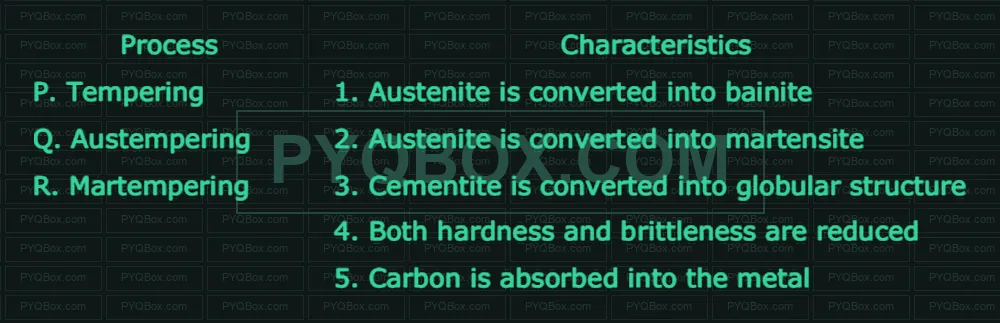 Process Characteristics
P. Tempering 1. Austenite is converted into bainite
Q. Austempering 2. Austenite is converted into martensite
R. Martempering 3. Cementite is converted into globular structure
4. Both hardness and brittleness are reduced
5. Carbon is absorbed into the metal
PYQBOX.COM
PYQBox.com